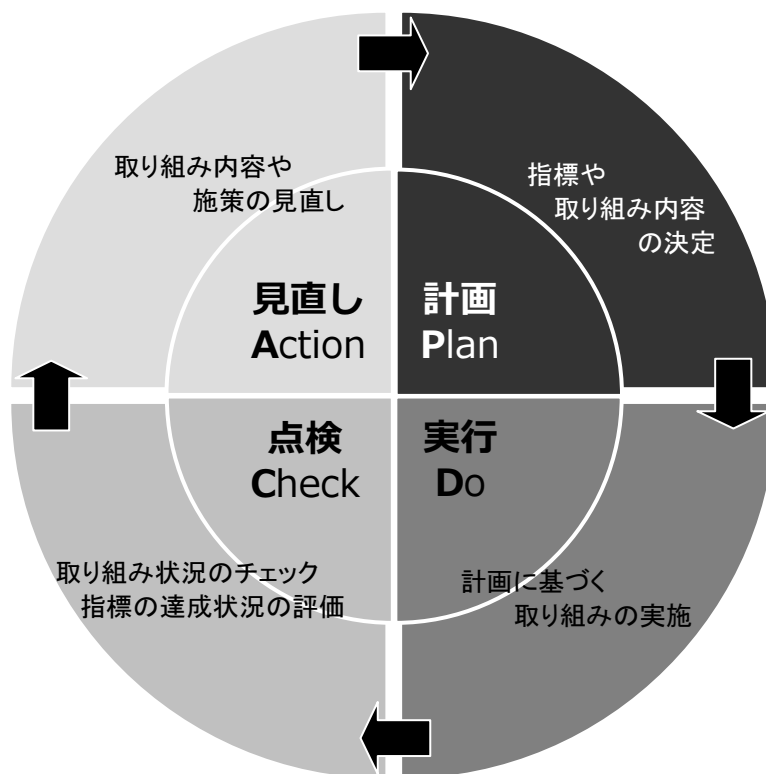 取り組み内容や
施策の見直し
指標や
取り組み内容
の決定
見直し
Action
計画
Plan
点検
Check
実行
Do
取り組み状況のチェック
指標の達成状況の評価
計画に基づく
取り組みの実施